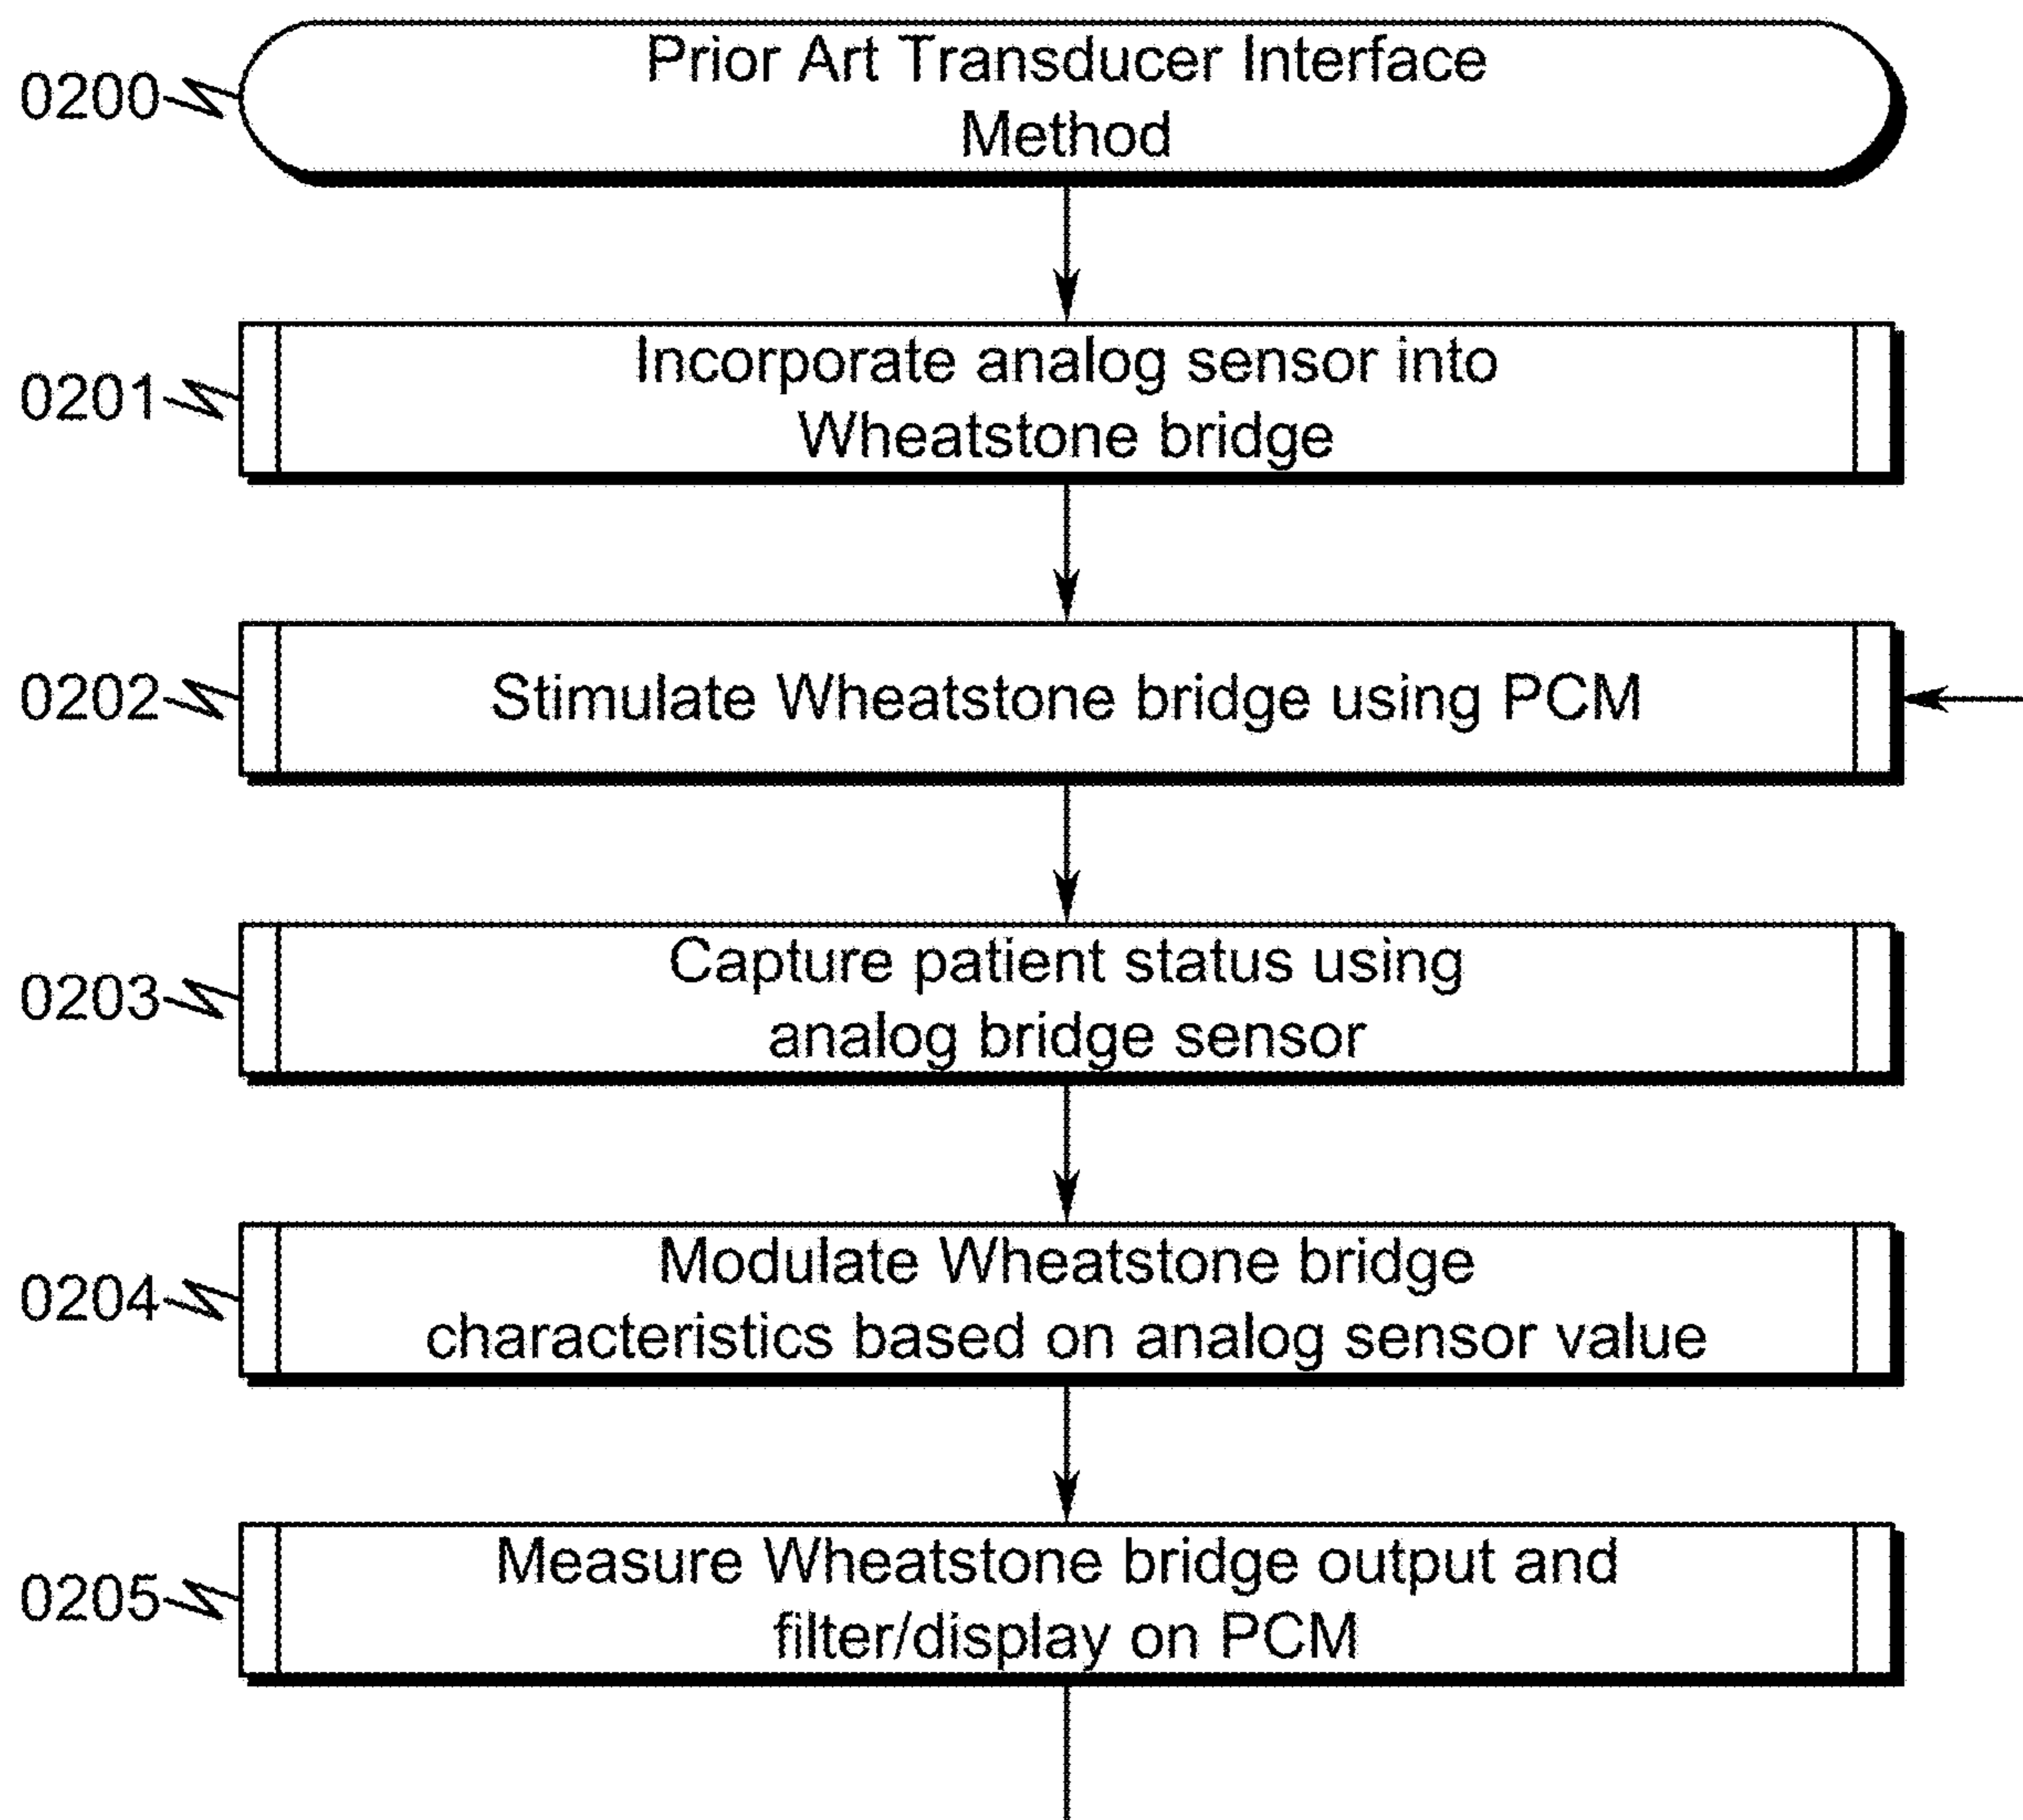 Prior Art Transducer Interface
Method
0200
Incorporate analog sensor into
Wheatstone bridge
0201
Stimulate Wheatstone bridge using PCM
0202
Capture patient status using
analog bridge sensor
0203
Modulate Wheatstone bridge
characteristics based on analog sensor value
0204
Measure Wheatstone bridge output and
filter/display on PCM
0205